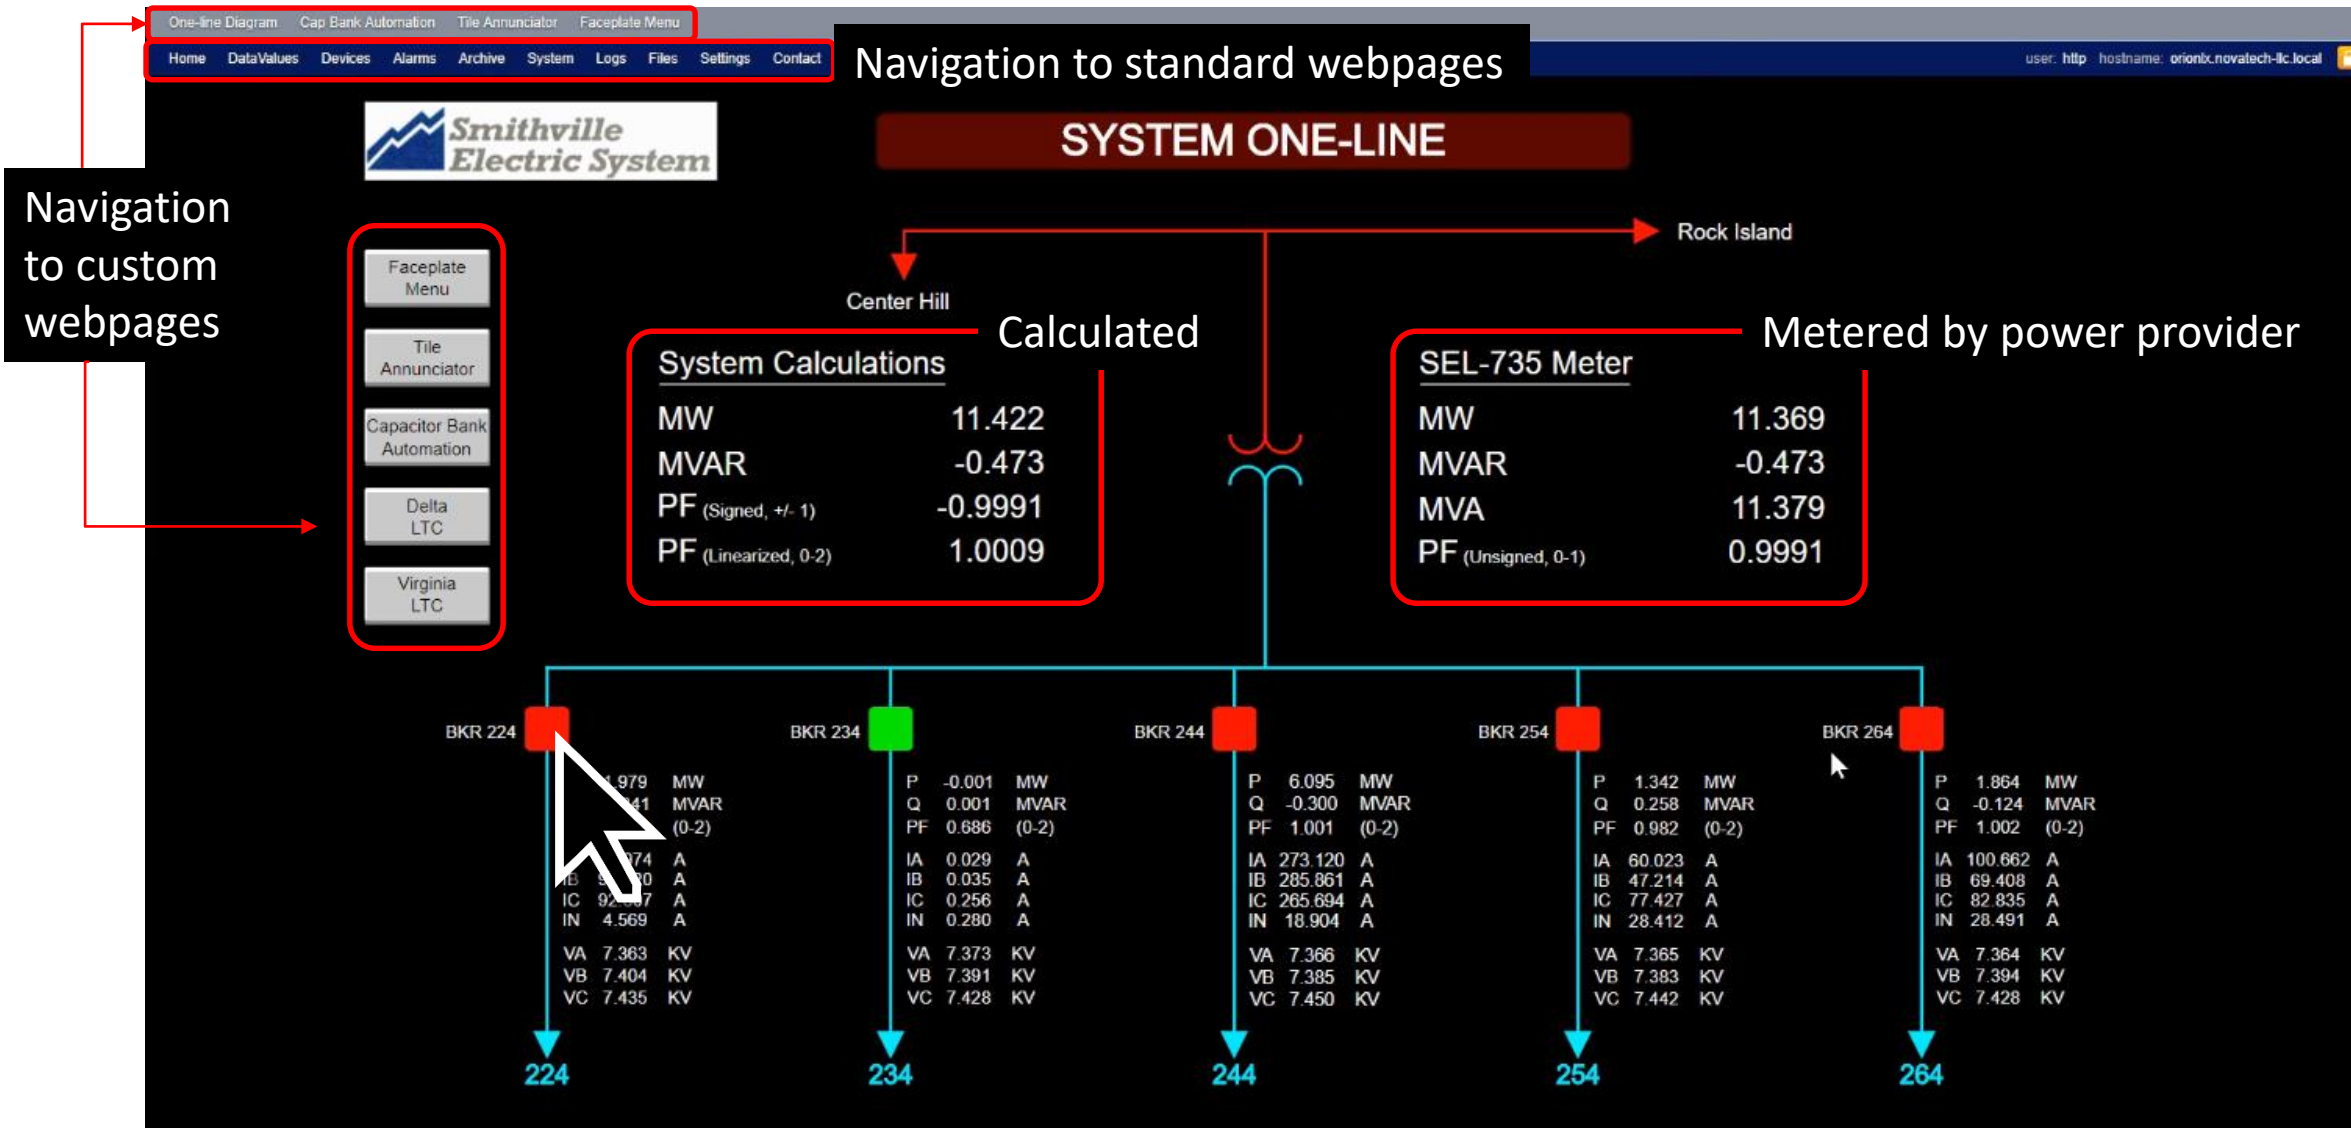 One-line Diagram Cap Bank Automation Tile Annunciator Faceplate Menu
Home DataValues Devices Alarms Archive System Logs Files Settings Contact
Navigation to standard webpages
user: http hostname: orionlx.novatech-llc.local
Smithville
Electric System
SYSTEM ONE-LINE
Navigation
to custom
webpages
Faceplate
Menu
Tile
Annunciator
Capacitor Bank
Automation
Delta
LTC
Virginia
LTC
Rock Island
Center Hill
Calculated
System Calculations
MW 11.422
MVAR -0.473
PF (Signed, +/- 1) -0.9991
PF (Linearized, 0-2) 1.0009
Metered by power provider
SEL-735 Meter
MW 11.369
MVAR -0.473
MVA 11.379
PF (Unsigned, 0-1) 0.9991
BKR 224
MW
MVAR
(0-2)
A
IB A
IC A
IN 4.569 A
VA 7.363 KV
VB 7.404 KV
VC 7.435 KV
224
BKR 234
P -0.001 MW
Q 0.001 MVAR
PF 0.686 (0-2)
IA 0.029 A
IB 0.035 A
IC 0.256 A
IN 0.280 A
VA 7.373 KV
VB 7.391 KV
VC 7.428 KV
234
BKR 244
P 6.095 MW
Q -0.300 MVAR
PF 1.001 (0-2)
IA 273.120 A
IB 285.861 A
IC 265.694 A
IN 18.904 A
VA 7.366 KV
VB 7.385 KV
VC 7.450 KV
244
BKR 254
P 1.342 MW
Q 0.258 MVAR
PF 0.982 (0-2)
IA 60.023 A
IB 47.214 A
IC 77.427 A
IN 28.412 A
VA 7.365 KV
VB 7.383 KV
VC 7.442 KV
254
BKR 264
P 1.864 MW
Q -0.124 MVAR
PF 1.002 (0-2)
IA 100.662 A
IB 69.408 A
IC 82.835 A
IN 28.491 A
VA 7.364 KV
VB 7.394 KV
VC 7.428 KV
264